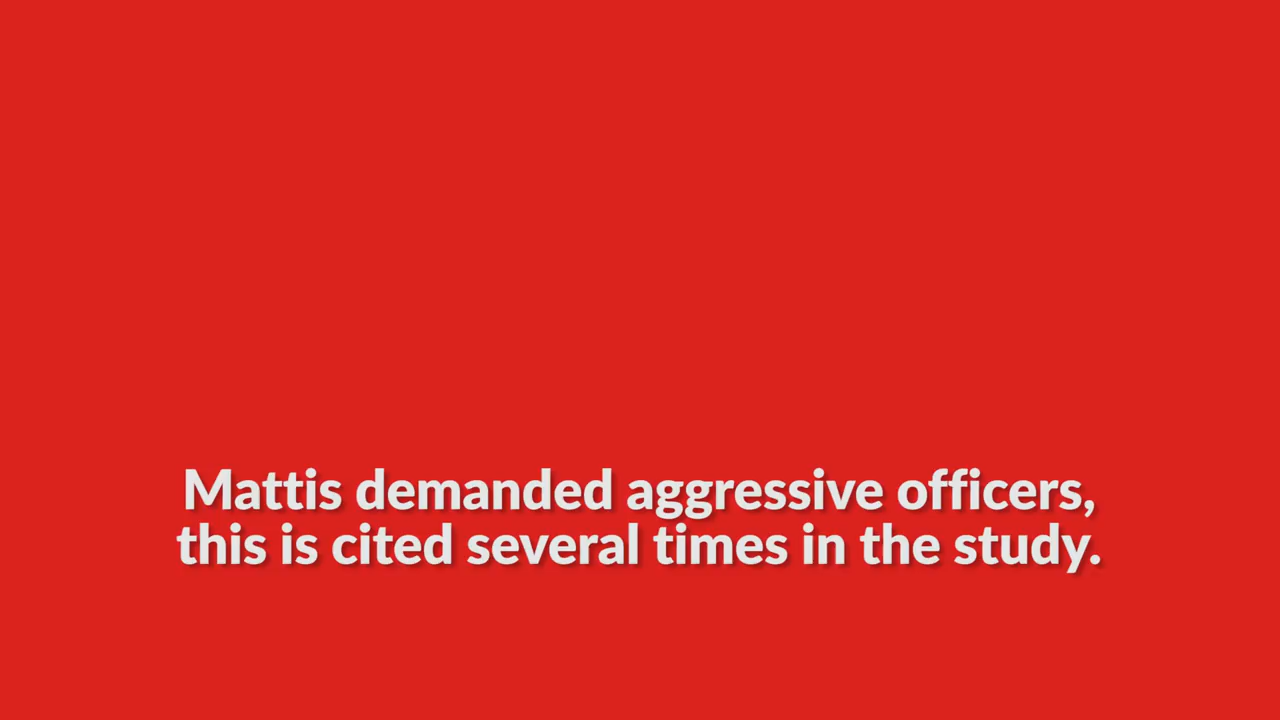 Mattis demanded aggressive officers,
this is cited several times in the study.